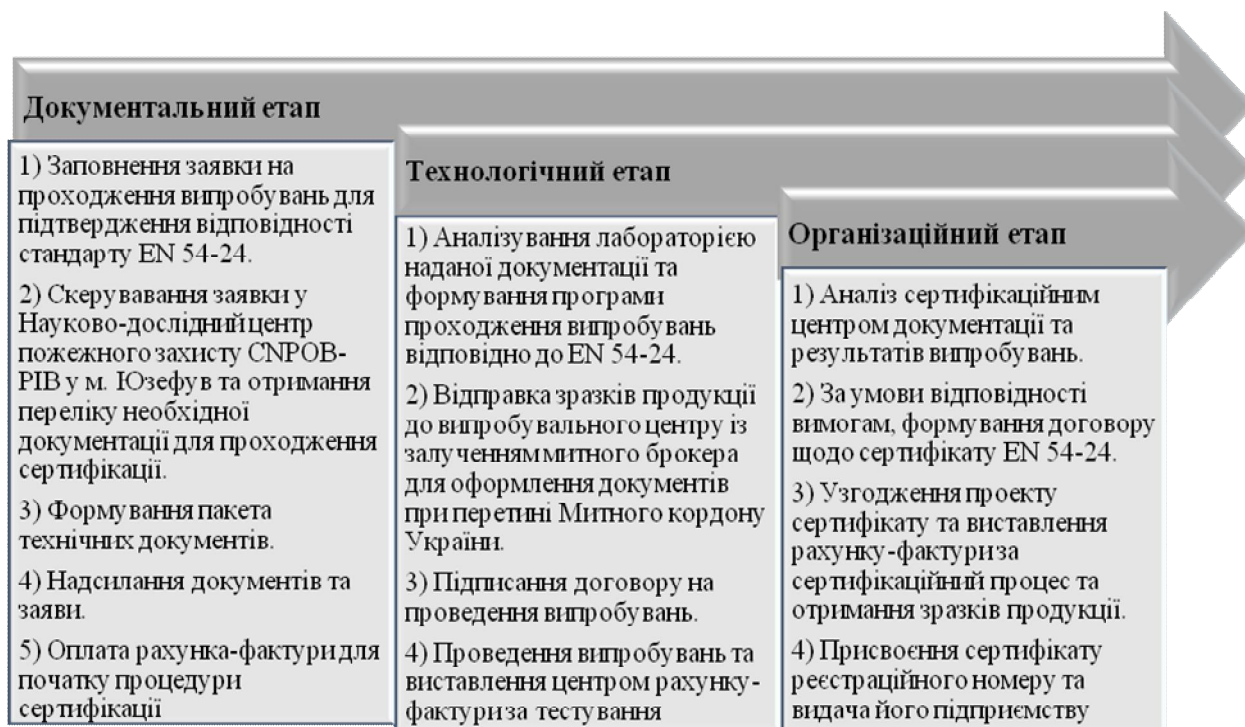 Документальний етап
1) Заповнення заявки на
проходження випробувань для
підтвердження відповідності
стандарту EN 54-24.
2) Скерувавання заявки у
Науково-дослідний центр
пожежного захисту CNPOB-
PIB у м. Юзефув та отримання
переліку необхідної
документації для проходження
сертифікації.
3) Формування пакета
технічних документів.
4) Надсилання документів та
заяви.
5) Оплата рахунка-фактури для
початку процедури
сертифікації
Технологічний етап
1) Аналізування лабораторією
наданої документації та
формування програми
проходження випробувань
відповідно до EN 54-24.
2) Відправка зразків продукції
до випробувального центру із
залученням митного брокера
для оформлення документів
при перетині Митного кордону
України.
3) Підписання договору на
проведення випробувань.
4) Проведення випробувань та
виставлення центром рахунку-
фактури за тестування
Організаційний етап
1) Аналіз сертифікаційним
центром документації та
результатів випробувань.
2) За умови відповідності
вимогам, формування договору
щодо сертифікату EN 54-24.
3) Узгодження проекту
сертифікату та виставлення
рахунку-фактури за
сертифікаційний процес та
отримання зразків продукції.
4) Присвоєння сертифікату
реєстраційного номеру та
видача його підприємству